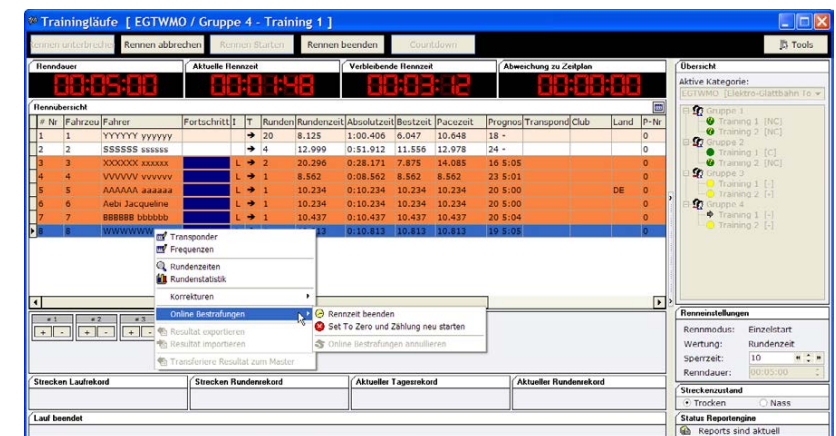 Trainingläufe [ EGTWMO / Gruppe 4 - Training 1 ]
Rennen unterbrechen Rennen abbrechen Rennen Starten Rennen beenden Countdown Tools
Renndauer Aktuelle Rennzeit Verbleibende Rennzeit Abweichung zu Zeitplan
00:05:00 00:01:48 00:03:12 00:00:00
Rennübersicht
# Nr Fahrzeu Fahrer Fortschritt I T Runden Rundenzeit Absolutzeit Bestzeit Pacezeit Prognos Transpond Club Land P-Nr
1 1 YYYYYY yyyyyy 20 8.125 1:00.406 6.047 10.648 18 - 0
2 2 SSSSSS ssssss 4 12.999 0:51.912 11.556 12.978 24 - 0
3 3 XXXXXX xxxxxx L 2 20.296 0:28.171 7.875 14.085 16 5:05 0
4 4 VVVVVV vvvvvv L 1 8.562 0:08.562 8.562 8.562 23 5:01 0
5 5 AAAAAA aaaaaa L 1 10.234 0:10.234 10.234 10.234 20 5:00 DE 0
6 6 Aebi Jacqueline L 1 10.234 0:10.234 10.234 10.234 20 5:00 0
7 7 BBBBBB bbbbbb L 1 10.437 0:10.437 10.437 10.437 20 5:04 0
8 8 WWWWWW 0:10.813 10.813 10.813 19 5:05 0
Transponder
Frequenzen
Rundenzeiten
Rundenstatistik
Korrekturen
Online Bestrafungen
Resultat exportieren
Resultat importieren
Transferiere Resultat zum Master
Rennzeit beenden
Set To Zero und Zählung neu starten
Online Bestrafungen annulieren
# 1 # 2 # 3
+ - + - + -
Strecken Laufrekord Strecken Rundenrekord Aktueller Tagesrekord Aktueller Rundenrekord
Lauf beendet
Übersicht
Aktive Kategorie:
EGTWMO [Elektro-Glattbahn To
Gruppe 1
Training 1 [NC]
Training 2 [NC]
Gruppe 2
Training 1 [C]
Training 2 [NC]
Gruppe 3
Training 1 [-]
Training 2 [-]
Gruppe 4
Training 1 [-]
Training 2 [-]
Renneinstellungen
Rennmodus: Einzelstart
Wertung: Rundenzeit
Sperrzeit: 10
Renndauer: 00:05:00
Streckenzustand
Trocken Nass
Status Reportengine
Reports sind aktuell